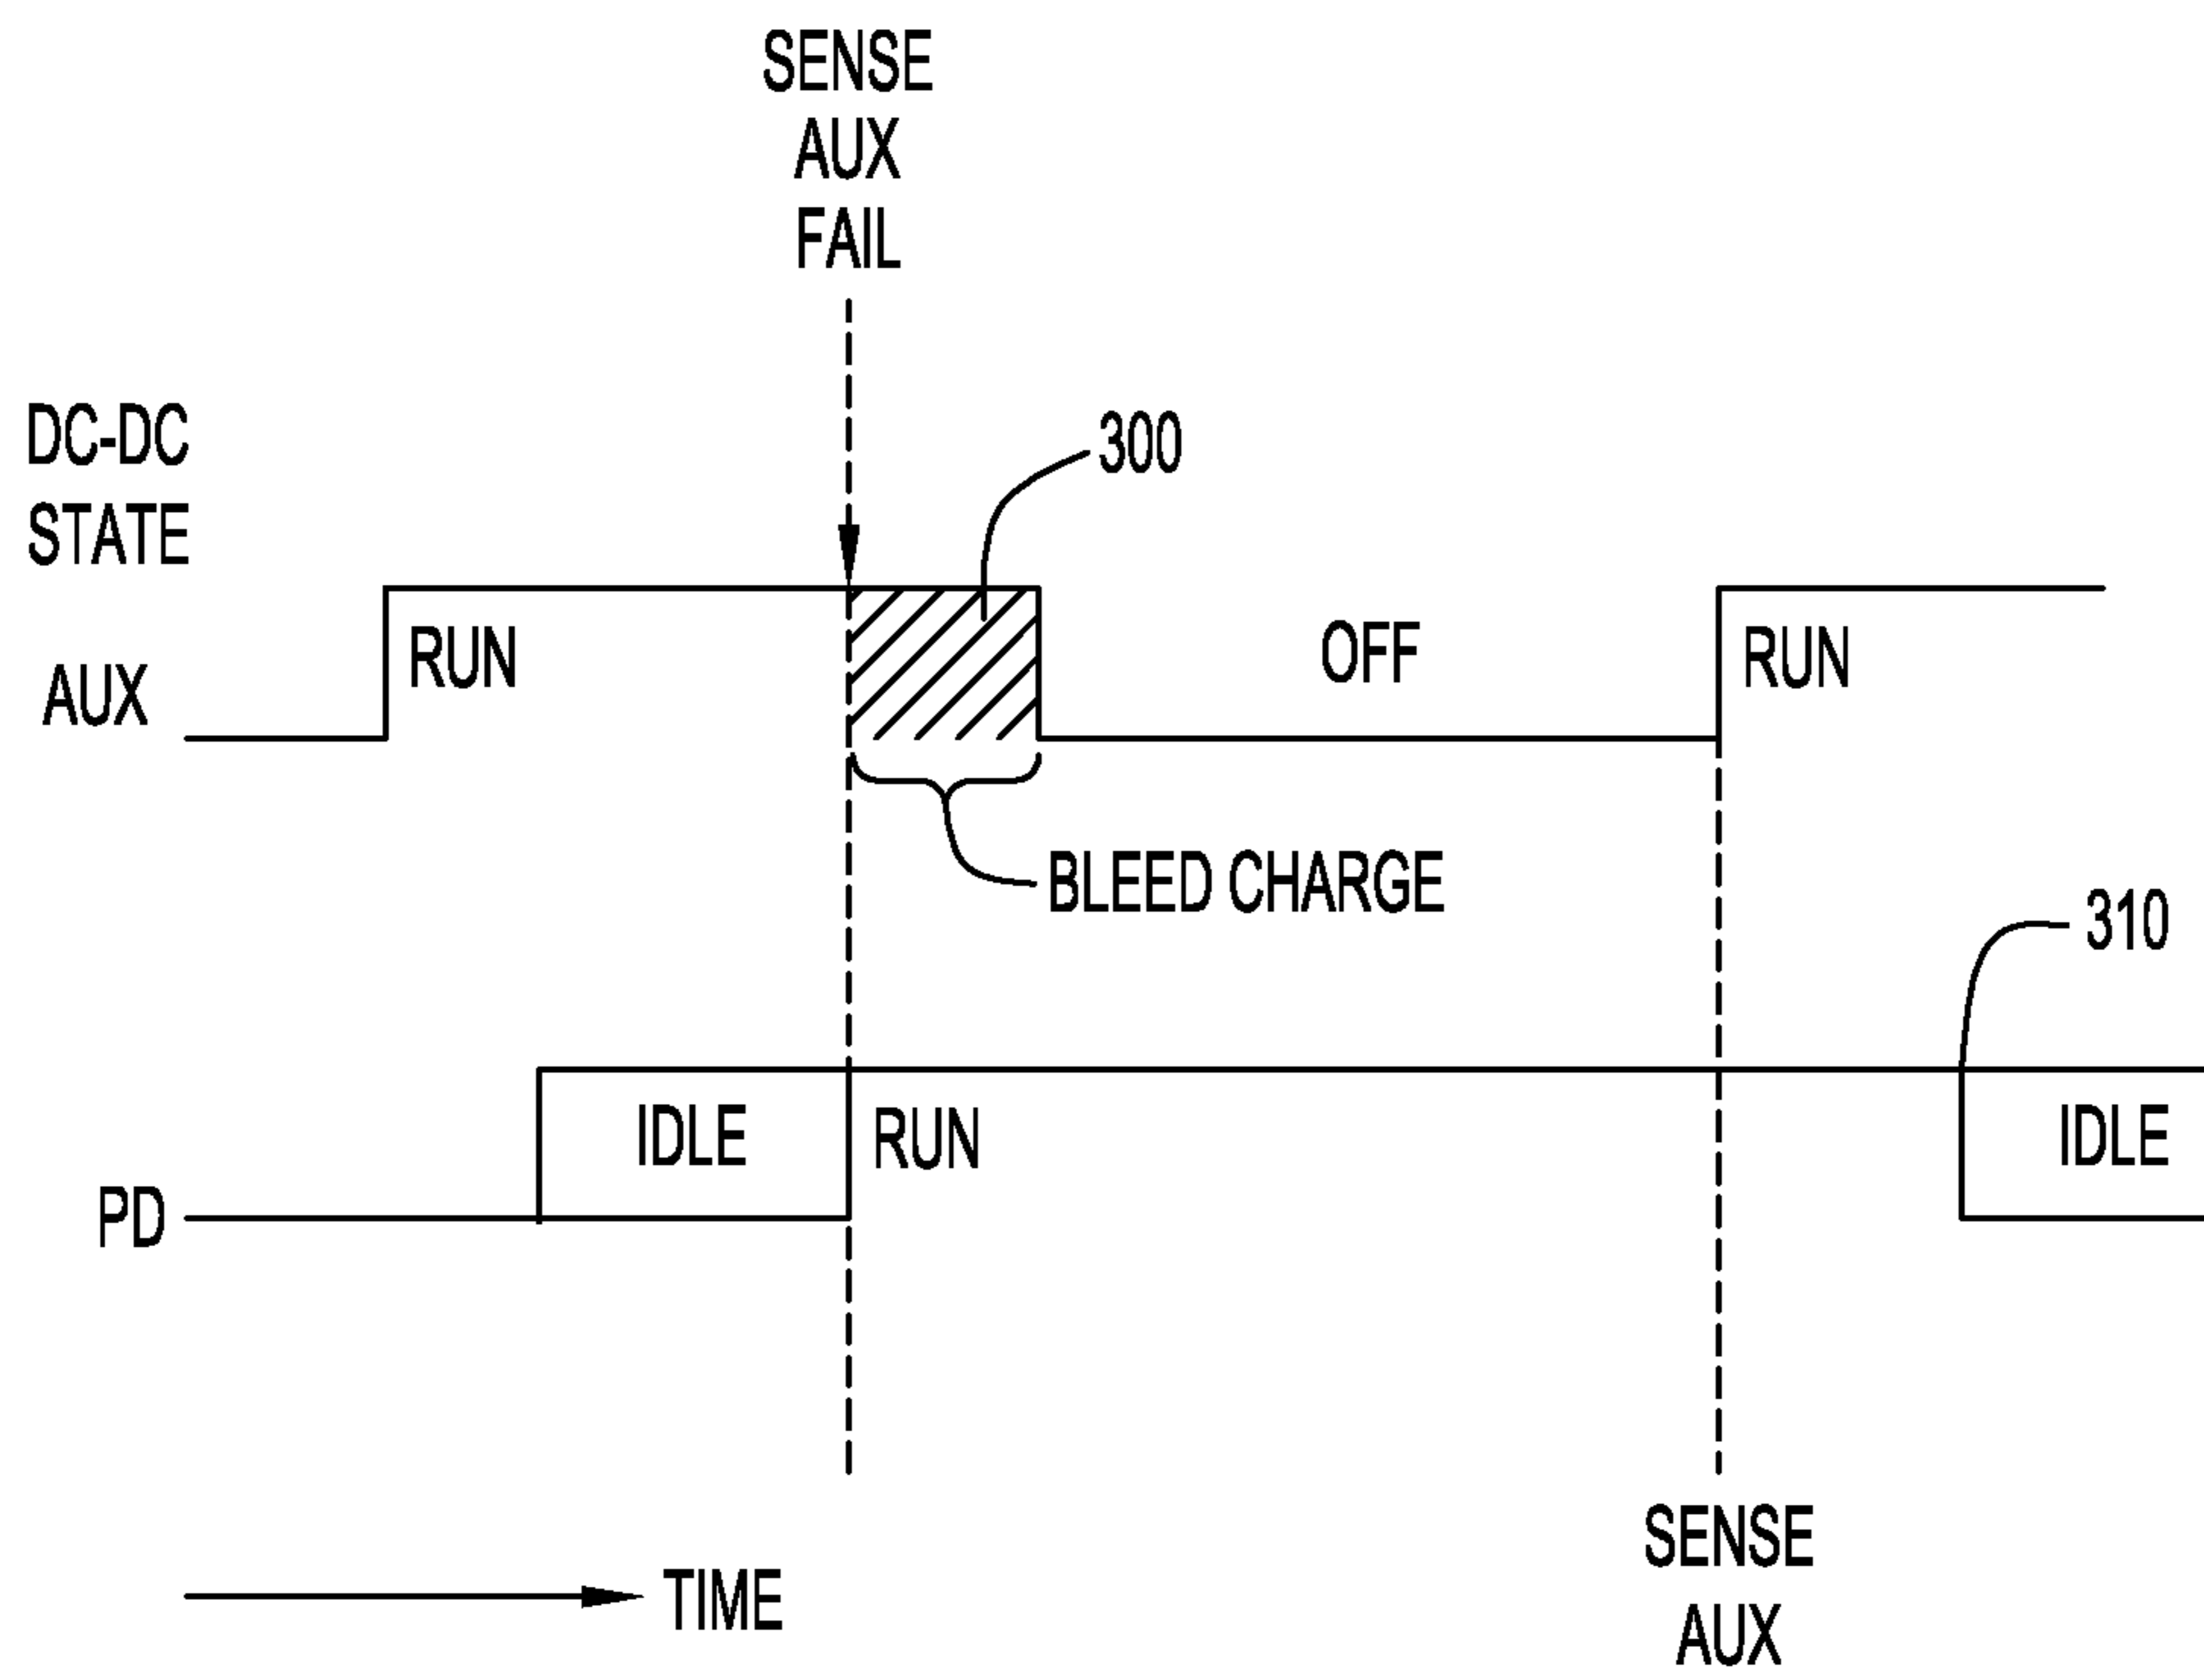 SENSE
AUX
FAIL
DC-DC
STATE
300
AUX
RUN
OFF
RUN
BLEED CHARGE
310
IDLE
RUN
IDLE
PD
TIME
SENSE
AUX